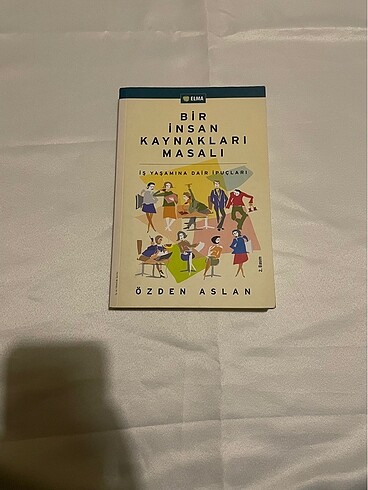 ELMA
BİR
İNSAN
KAYNAKLARI
MASALI
İŞ YAŞAMINA DAİR İPUÇLARI
2. Basım
ÖZDEN ASLAN